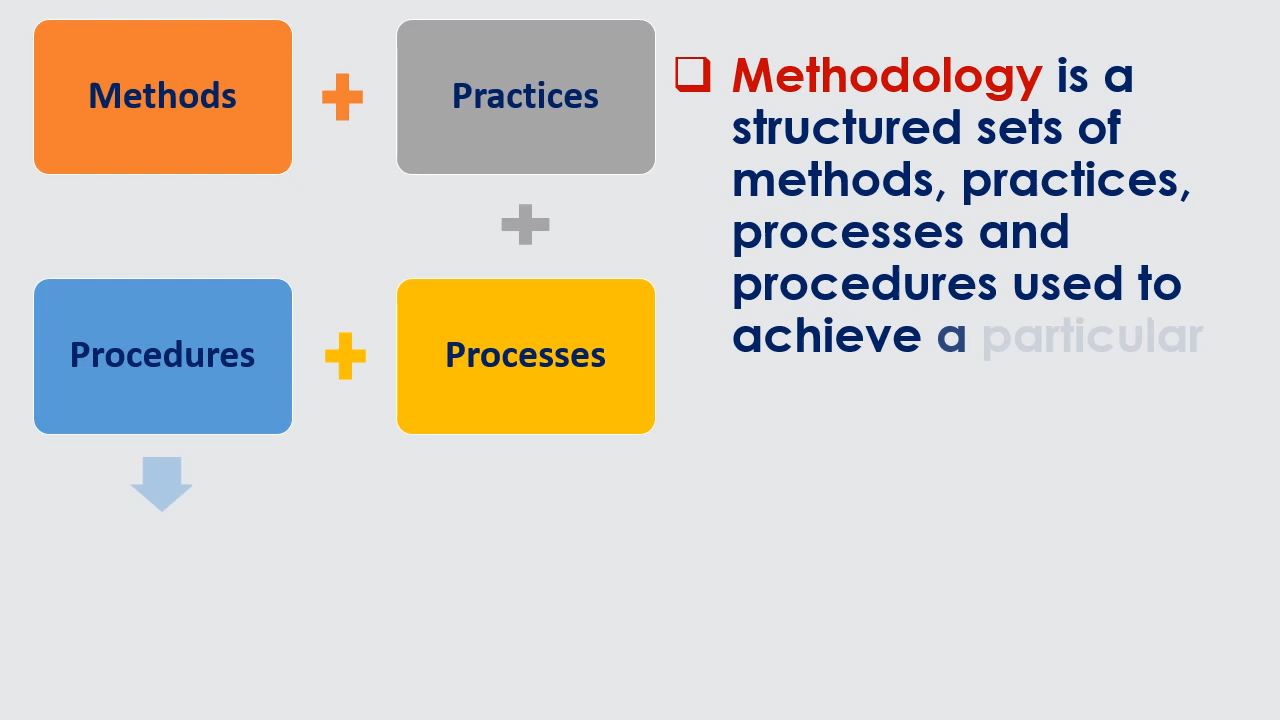 Methods
Practices
Procedures
Processes
Methodology is a
structured sets of
methods, practices,
processes and
procedures used to
achieve a particular